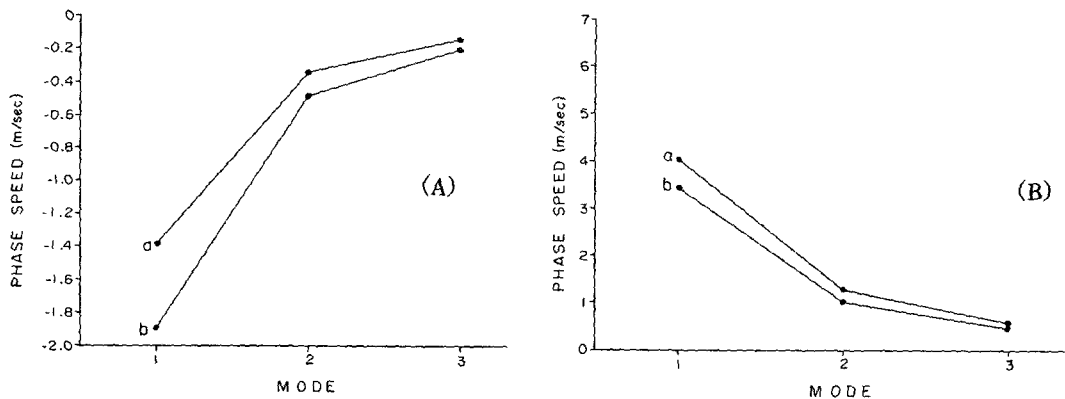 0
-0.2
-0.4
-0.6
-0.8
-1.0
-1.2
-1.4
-1.6
-1.8
-2.0
PHASE SPEED (m/sec)
a
b
(A)
1 2 3
MODE
7
6
5
4
3
2
1
0
PHASE SPEED (m/sec)
a
b
(B)
1 2 3
MODE